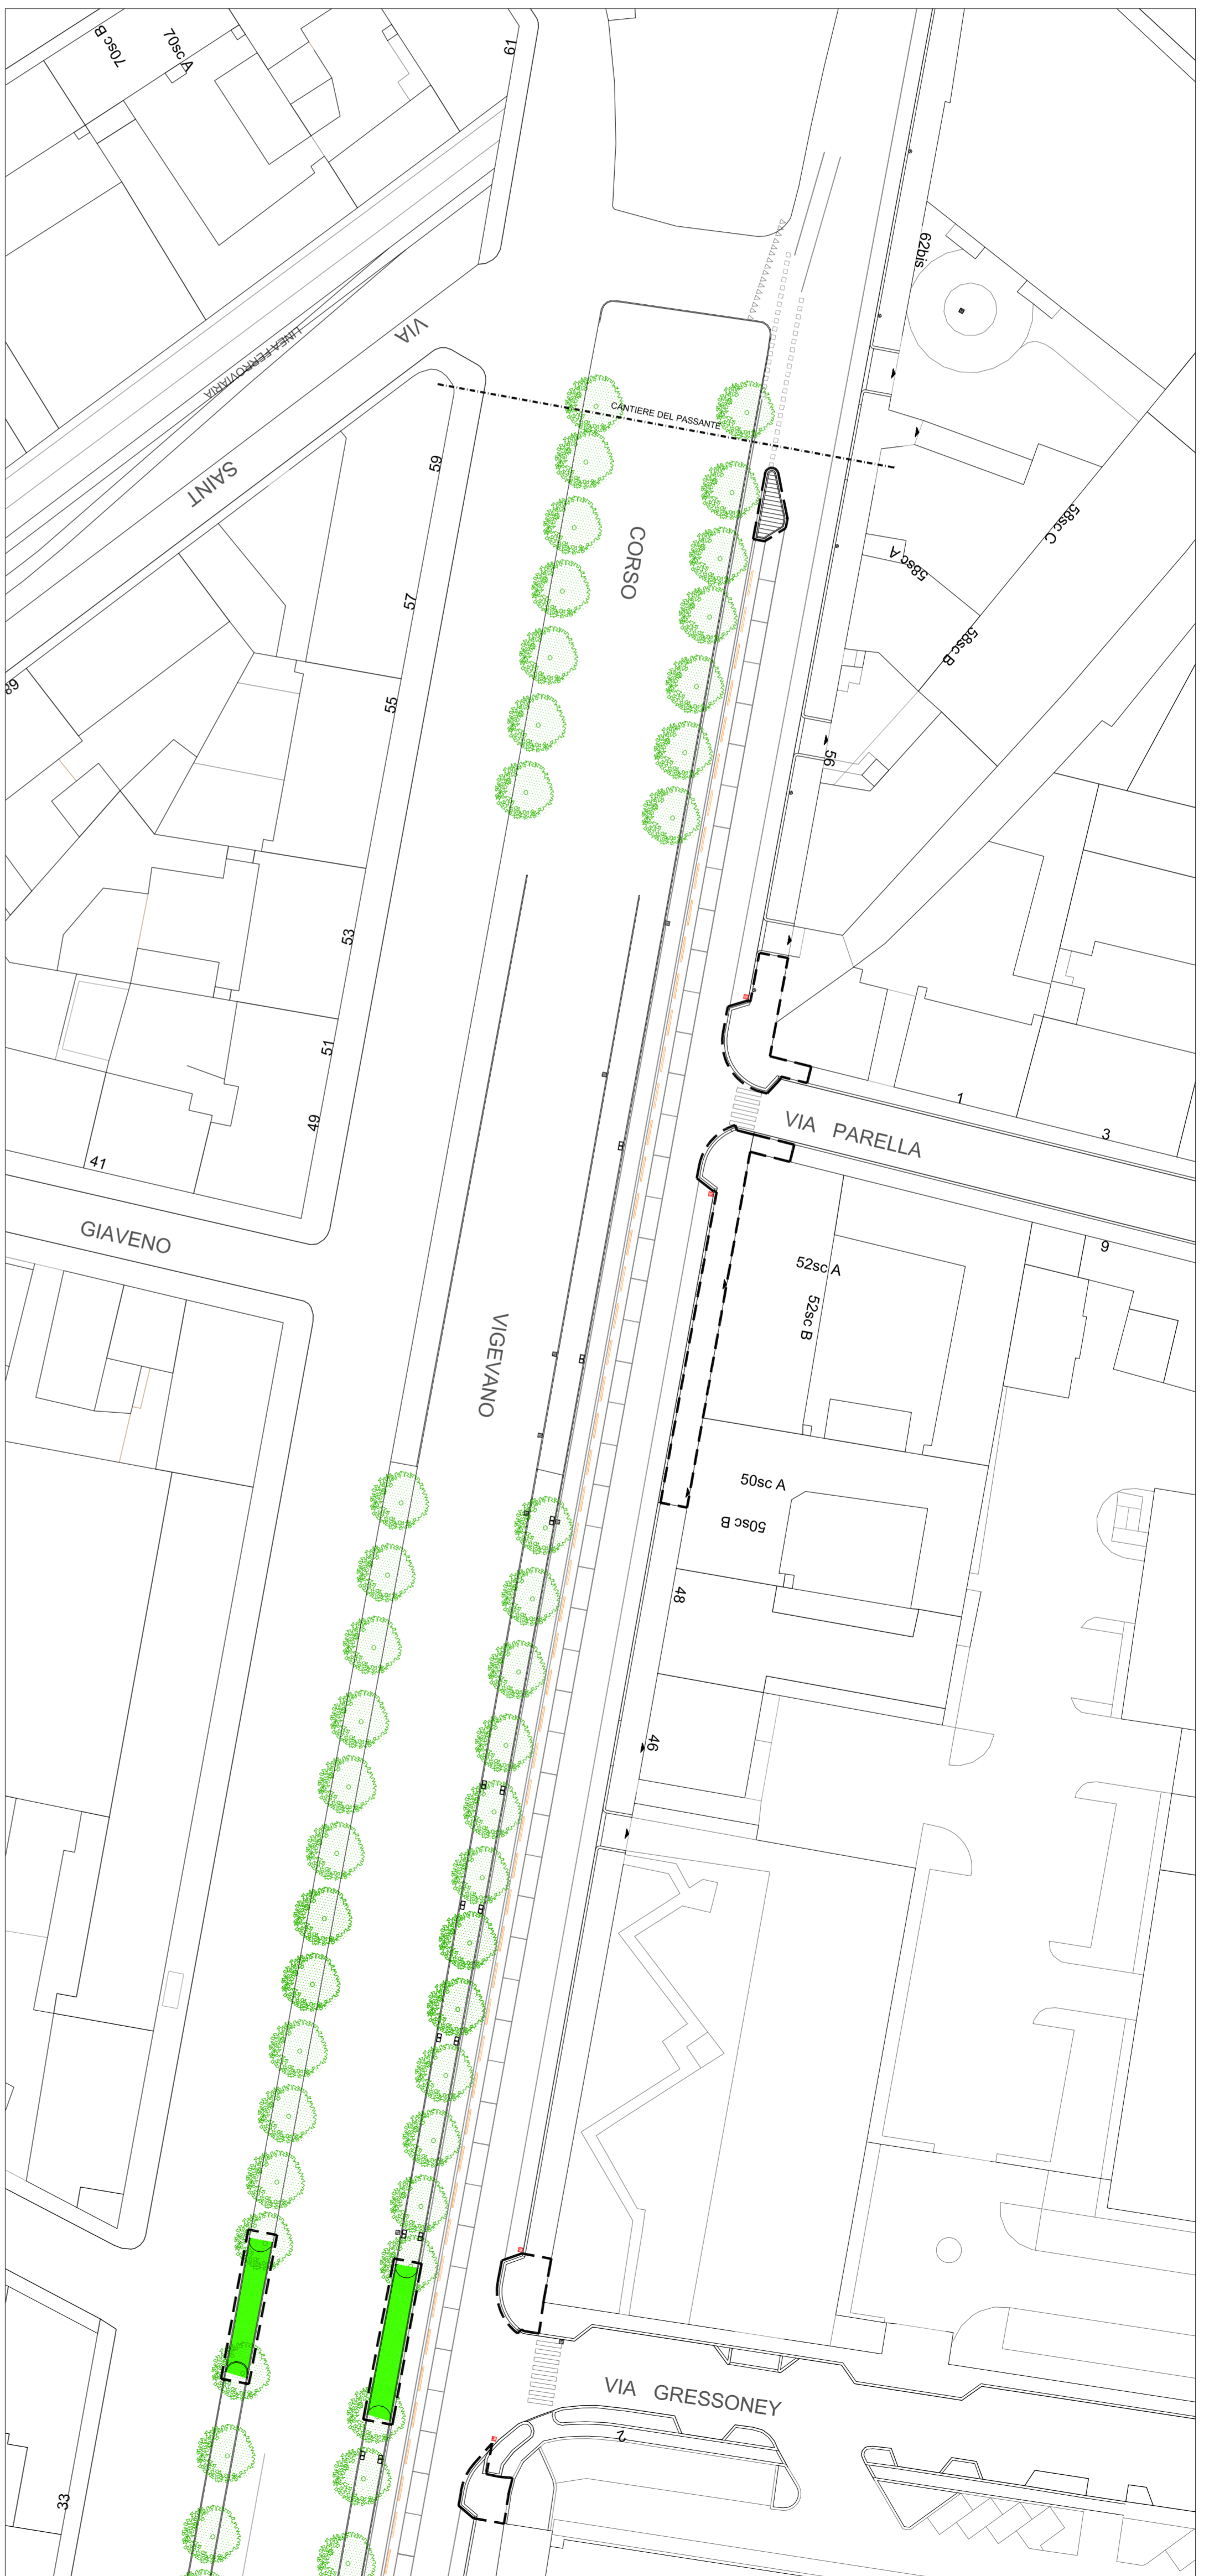 70sc B
70sc A
61
62bis
VIA
LINEA FERROVIARIA
CANTIERE DEL PASSANTE
59
SAINT
CORSO
58sc C
58sc A
57
58sc B
55
56
53
51
1
49
VIA PARELLA
3
41
GIAVENO
9
52sc A
52sc B
VIGEVANO
50sc A
50sc B
48
46
VIA GRESSONEY
2
33